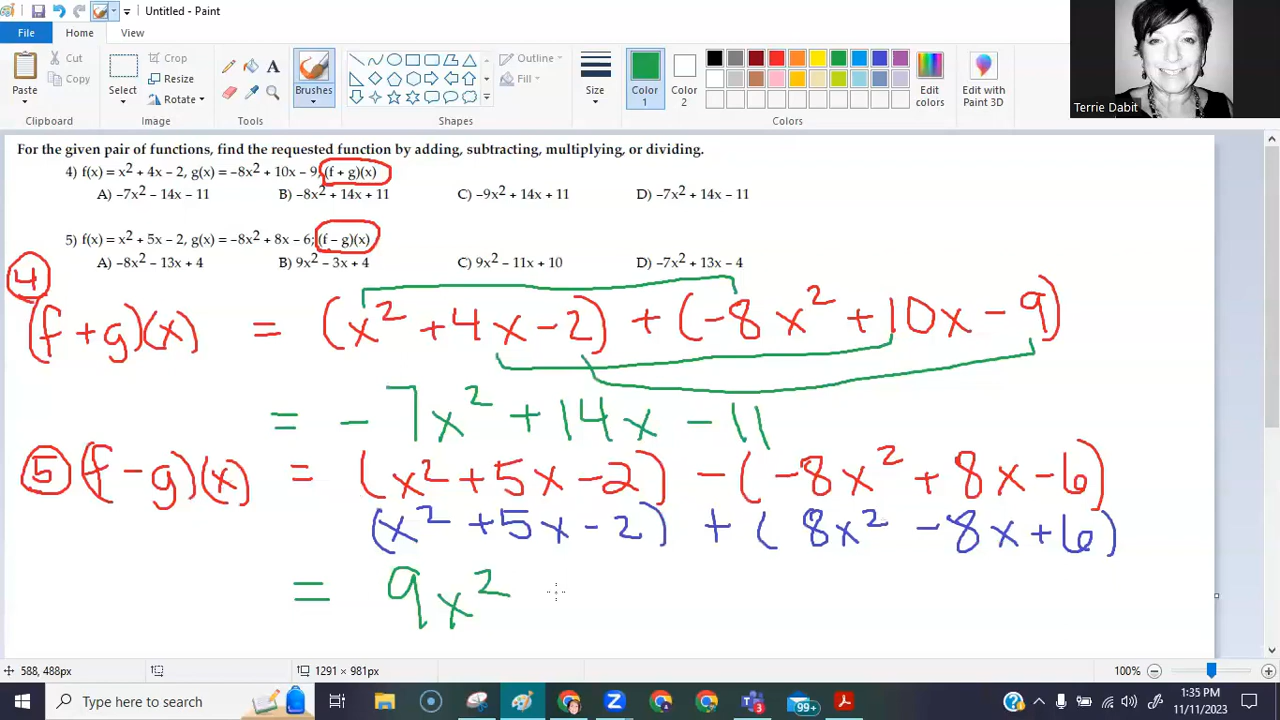 Untitled - Paint
File Home View
Paste
Cut
Copy
Clipboard
Select
Crop
Resize
Rotate
Image
A
Tools
Brushes
Outline
Fill
Shapes
Size
Color 1
Color 2
Edit colors
Edit with Paint 3D
Colors
Terrie Dabit
For the given pair of functions, find the requested function by adding, subtracting, multiplying, or dividing.
4) f(x) = x² + 4x - 2, g(x) = -8x² + 10x - 9; (f + g)(x)
A) -7x² - 14x - 11 B) -8x² + 14x + 11 C) -9x² + 14x + 11 D) -7x² + 14x - 11
5) f(x) = x² + 5x - 2, g(x) = -8x² + 8x - 6; (f - g)(x)
A) -8x² - 13x + 4 B) 9x² - 3x + 4 C) 9x² - 11x + 10 D) -7x² + 13x - 4
4
(f + g)(x) = (x² + 4x - 2) + (-8x² + 10x - 9)
= -7x² + 14x - 11
5 (f - g)(x) = (x² + 5x - 2) - (-8x² + 8x - 6)
(x² + 5x - 2) + (8x² - 8x + 6)
= 9x²
588, 488px 1291 × 981px 100%
Type here to search
99+
1:35 PM
11/11/2023